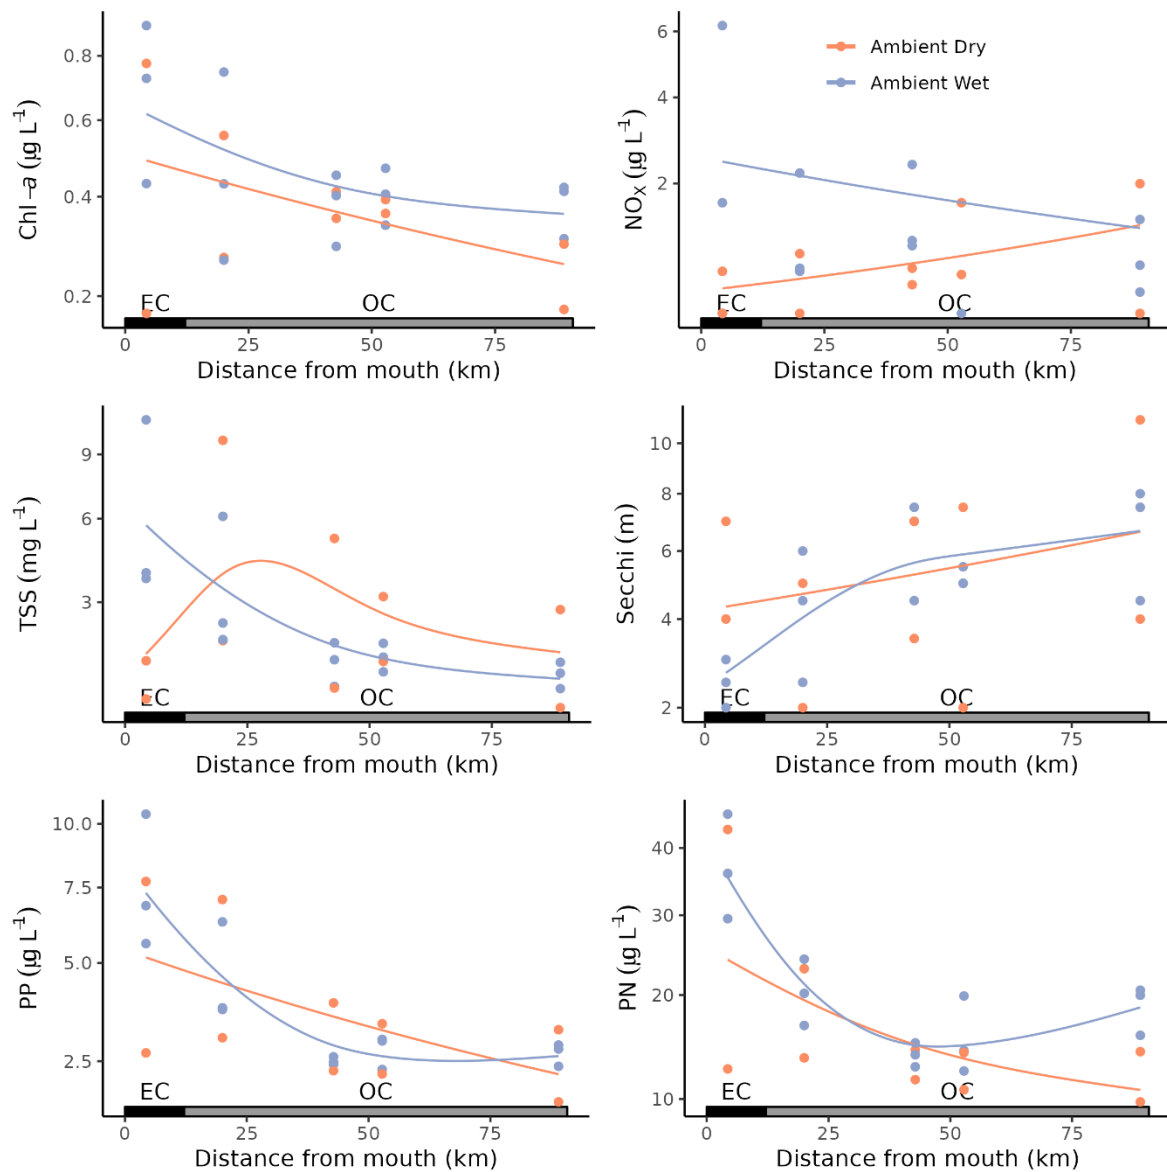 Chl-a (µg L⁻¹)
0.8
0.6
0.4
0.2
EC OC
0 25 50 75
Distance from mouth (km)
NOX (µg L⁻¹)
6
4
2
Ambient Dry
Ambient Wet
EC OC
0 25 50 75
Distance from mouth (km)
TSS (mg L⁻¹)
9
6
3
EC OC
0 25 50 75
Distance from mouth (km)
Secchi (m)
10
8
6
4
2
EC OC
0 25 50 75
Distance from mouth (km)
PP (µg L⁻¹)
10.0
7.5
5.0
2.5
EC OC
0 25 50 75
Distance from mouth (km)
PN (µg L⁻¹)
40
30
20
10
EC OC
0 25 50 75
Distance from mouth (km)